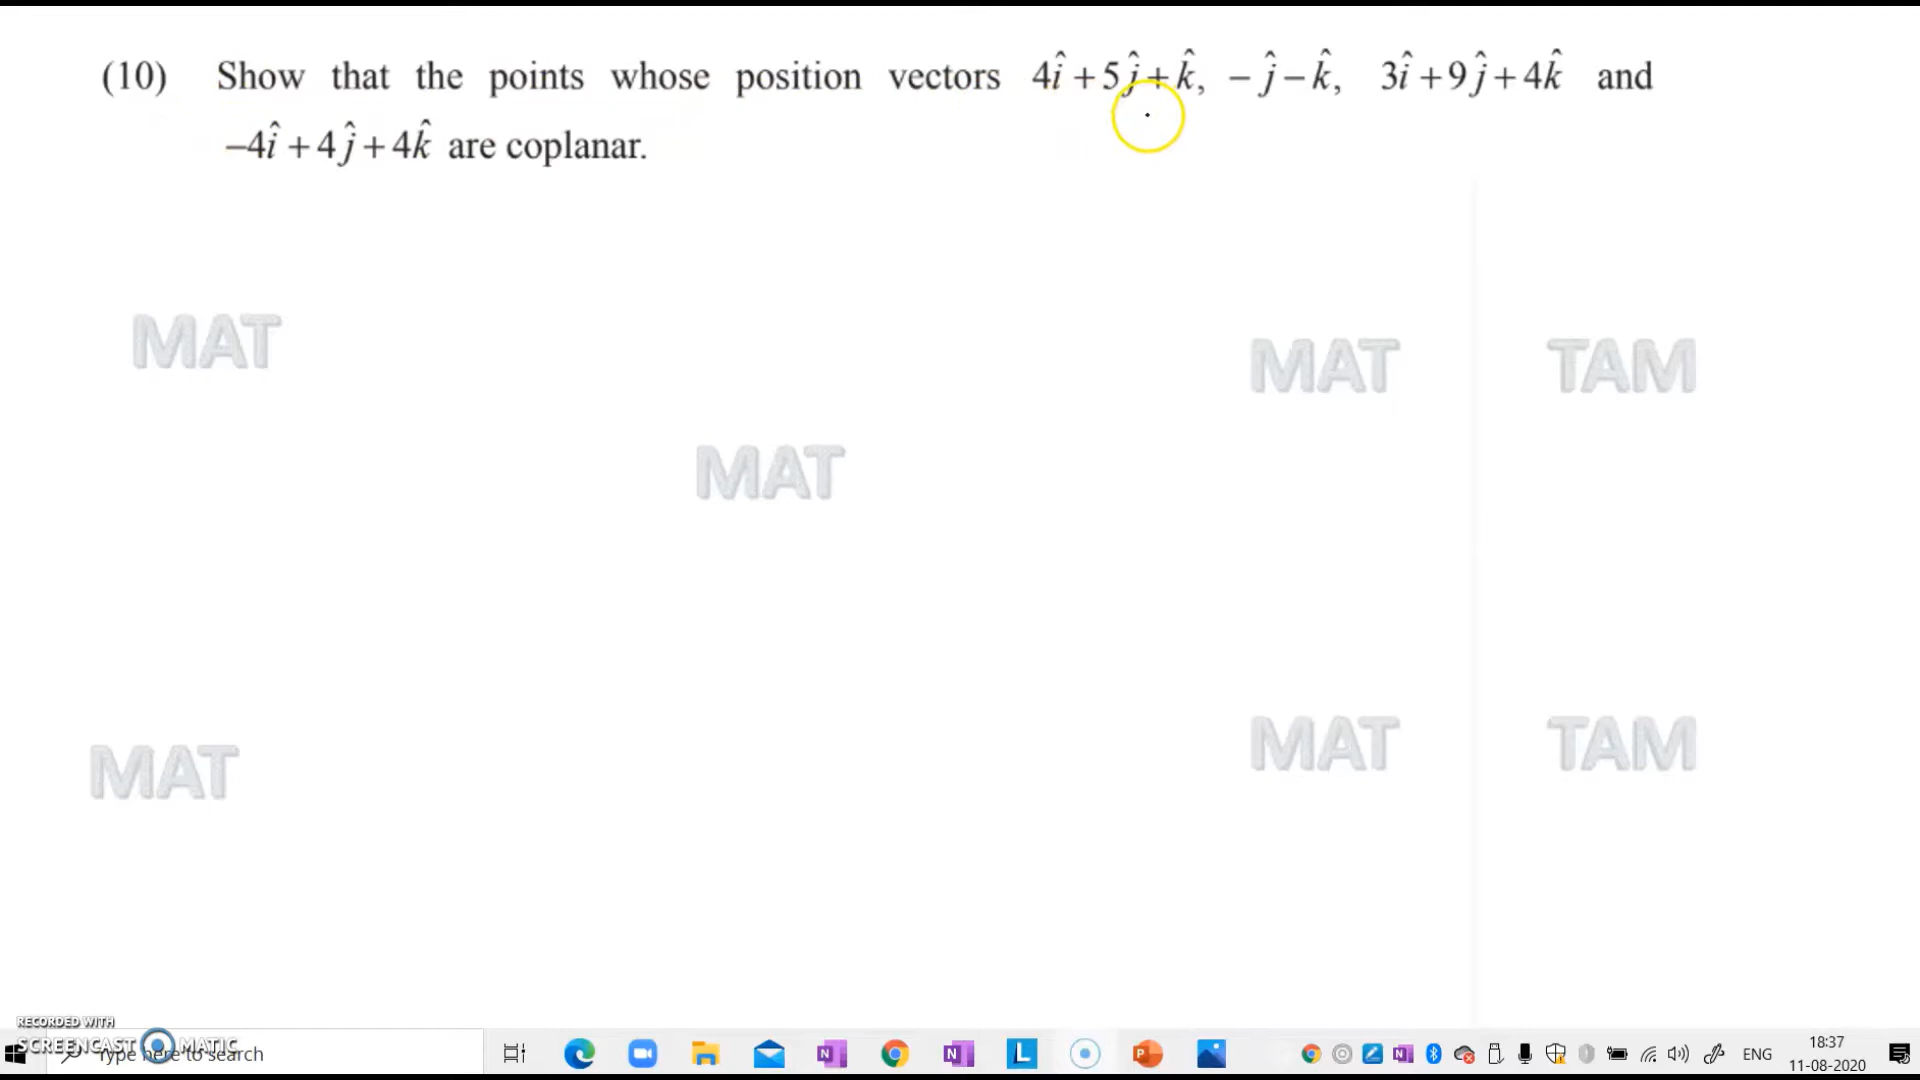 (10) Show that the points whose position vectors 4î + 5ĵ + k̂, −ĵ − k̂, 3î + 9ĵ + 4k̂ and
−4î + 4ĵ + 4k̂ are coplanar.
MAT
MAT TAM
MAT
MAT TAM
MAT
RECORDED WITH
SCREENCAST MATIC
Type here to search
ENG
18:37
11-08-2020